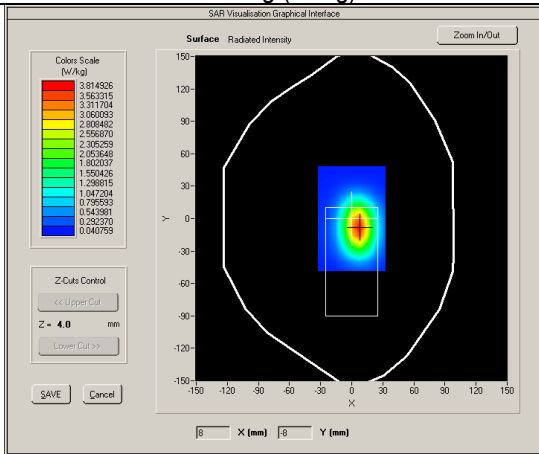 SAR Visualisation Graphical Interface
Surface Radiated Intensity
Zoom In/Out
Colors Scale
(W/kg)
3.814926
3.563315
3.311704
3.060093
2.808482
2.556870
2.305259
2.053648
1.802037
1.550426
1.298815
1.047204
0.795593
0.543981
0.292370
0.040759
Z-Cuts Control
<< Upper Cut
Z = 4.0 mm
Lower Cut >>
SAVE
Cancel
150
120
90
60
30
0
-30
-60
-90
-120
-150
Y
-150 -120 -90 -60 -30 0 30 60 90 120 150
X
8 X (mm) -8 Y (mm)